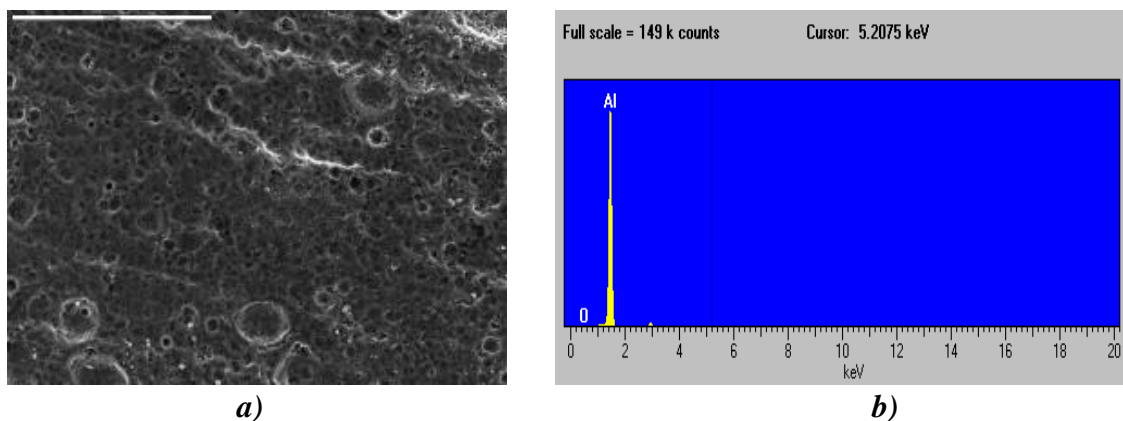 Full scale = 149 k counts Cursor: 5.2075 keV
Al
O
0 2 4 6 8 10 12 14 16 18 20
keV
a) b)